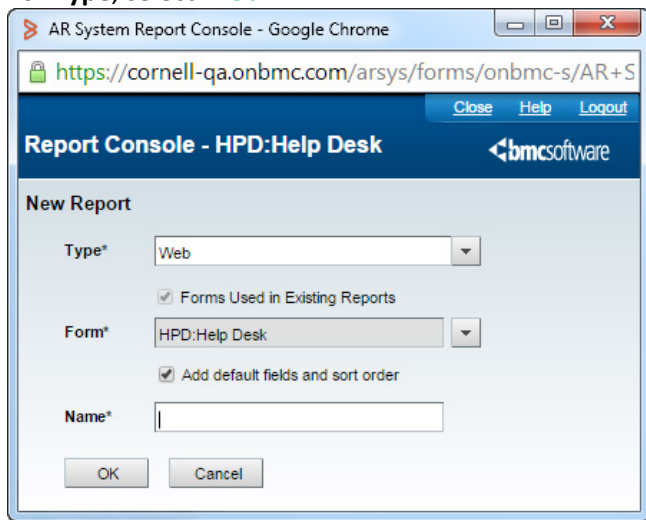 AR System Report Console - Google Chrome
https://cornell-qa.onbmc.com/arsys/forms/onbmc-s/AR+S
Close Help Logout
Report Console - HPD:Help Desk
bmcsoftware
New Report
Type* Web
Forms Used in Existing Reports
Form* HPD:Help Desk
Add default fields and sort order
Name*
OK Cancel